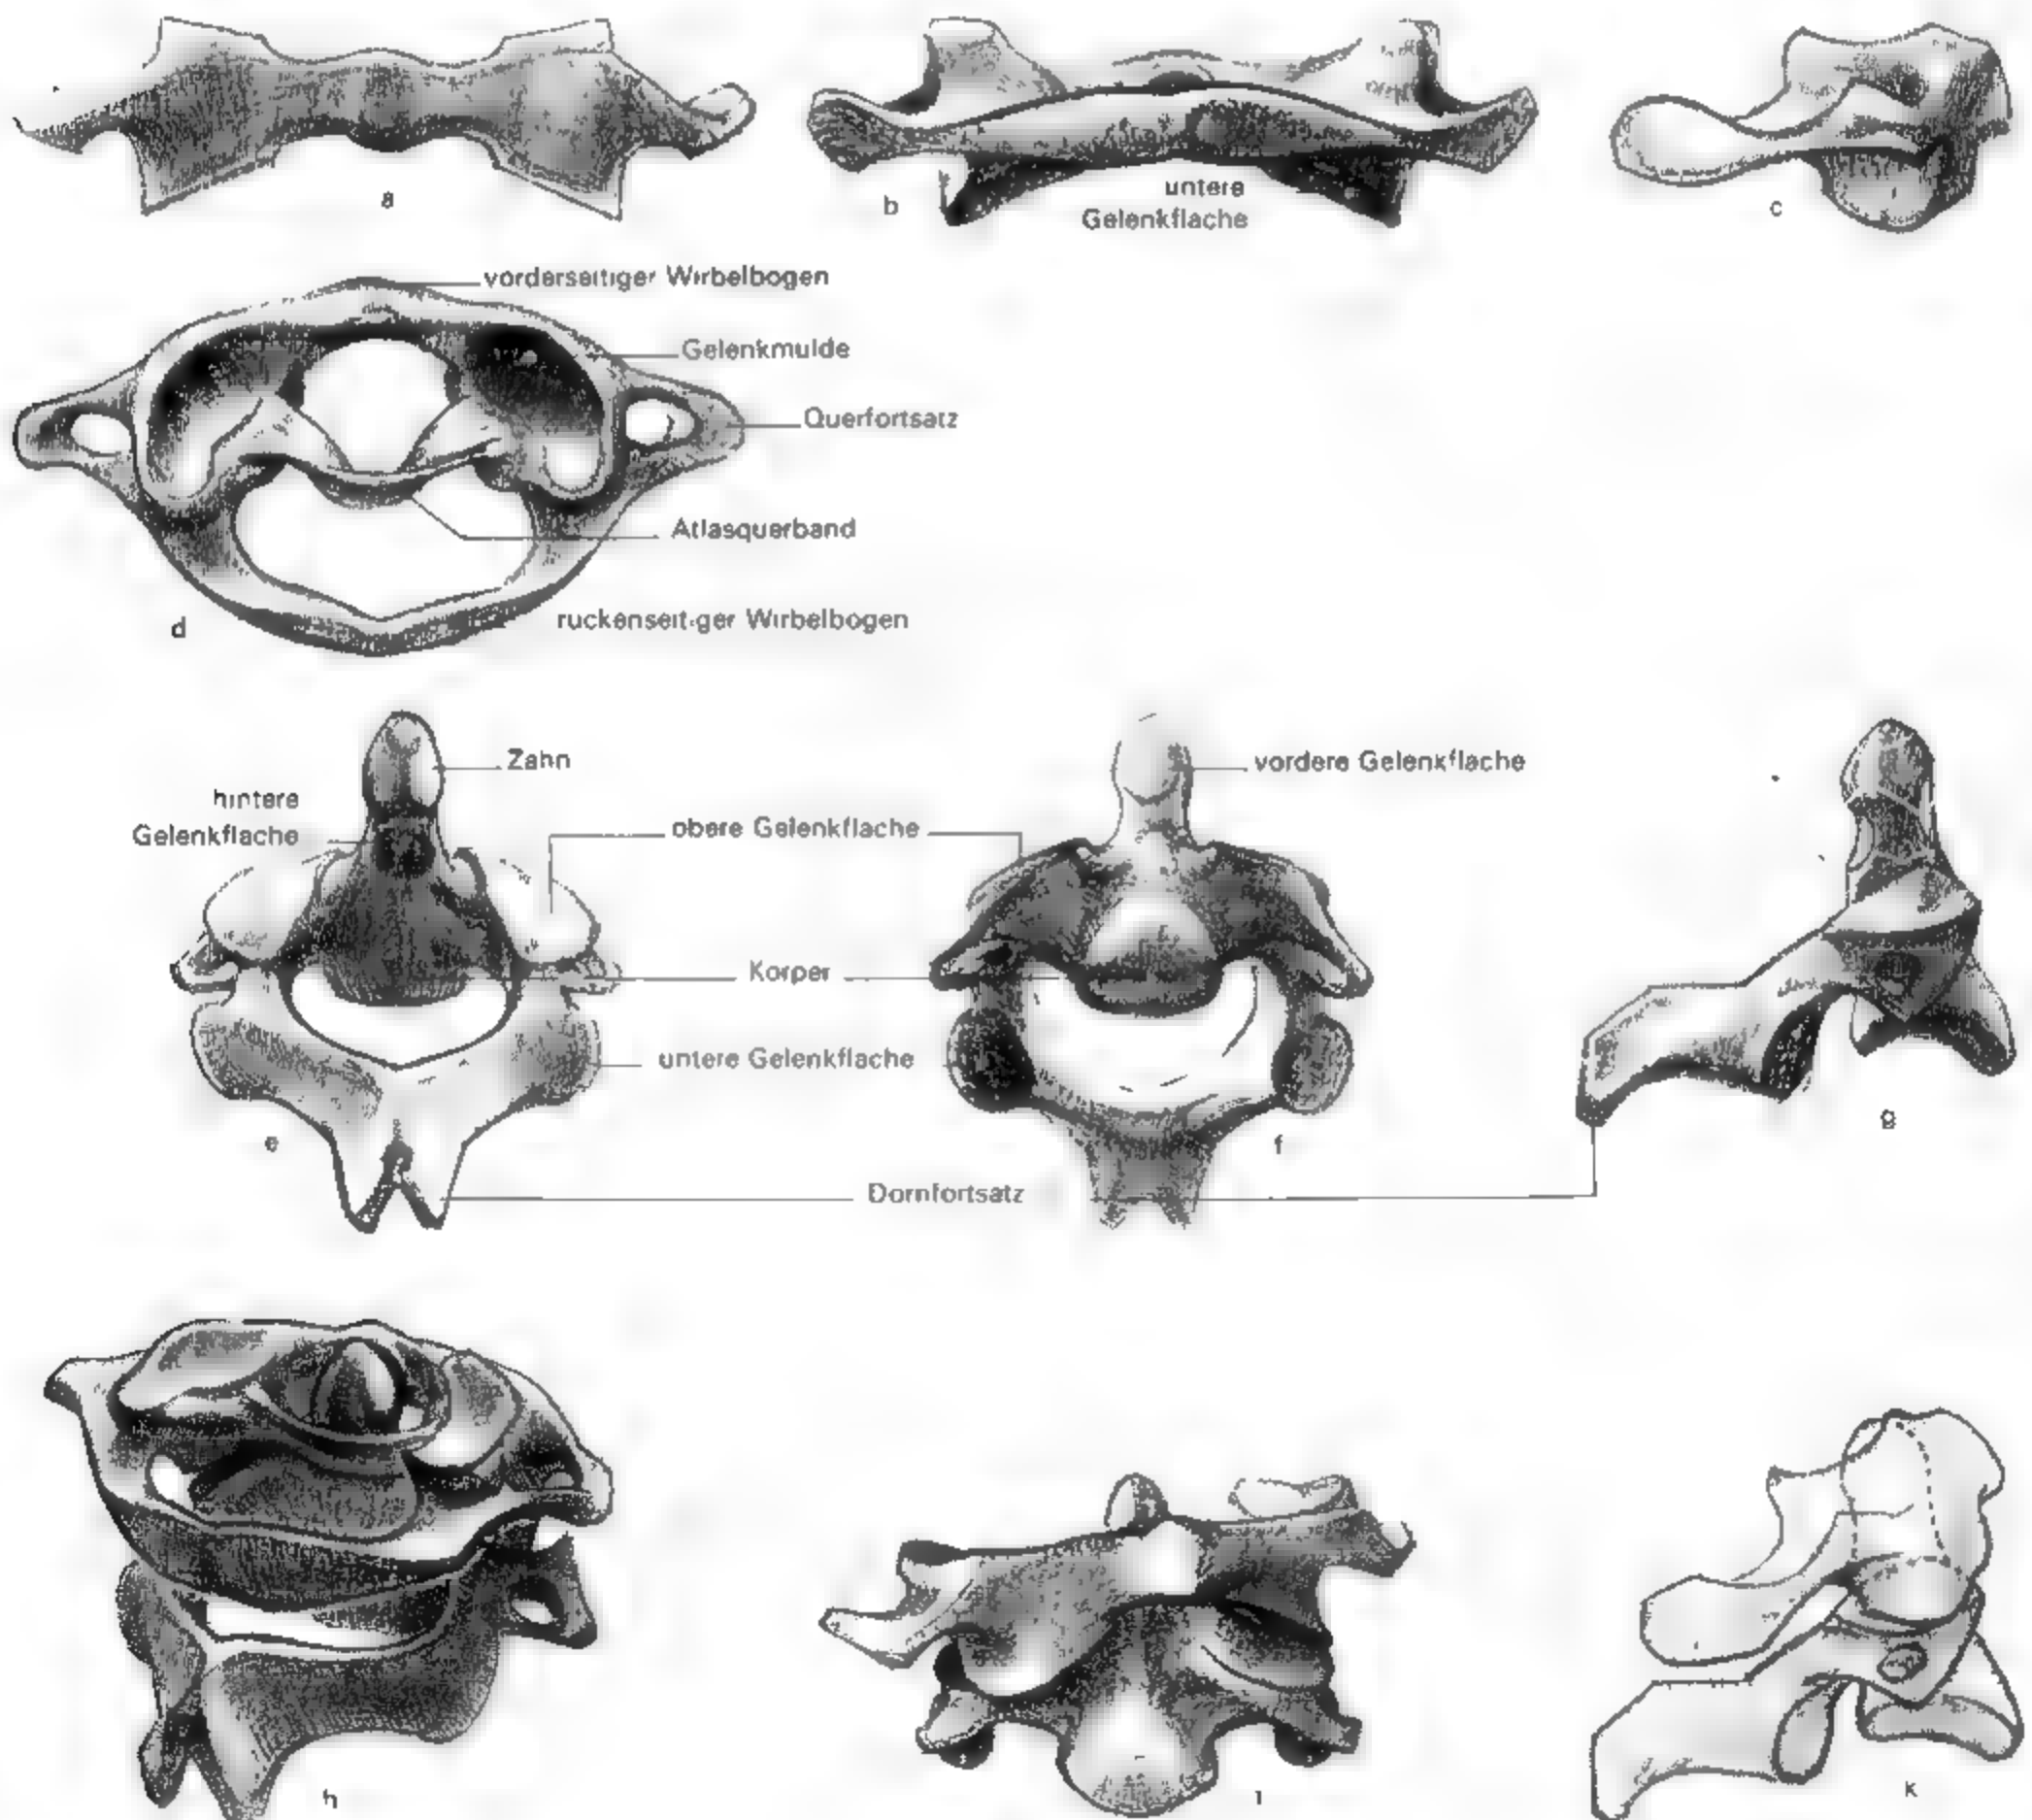 a
b
untere
Gelenkflache
c
vorderseitiger Wirbelbogen
Gelenkmulde
Querfortsatz
Atlasquerband
d
ruckenseitiger Wirbelbogen
Zahn
hintere
Gelenkflache
obere Gelenkflache
vordere Gelenkflache
Korper
untere Gelenkflache
e
f
g
Dornfortsatz
h
i
k